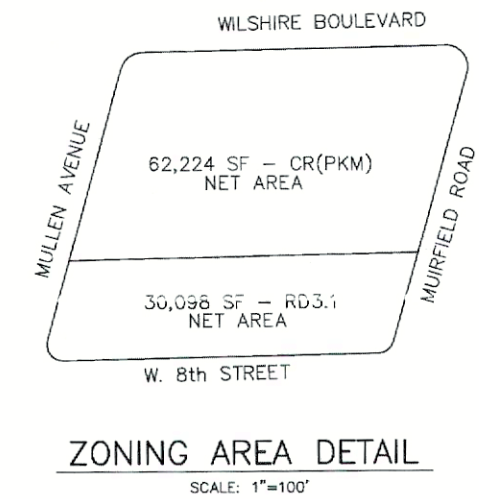 WILSHIRE BOULEVARD
MULLEN AVENUE
62,224 SF – CR(PKM)
NET AREA
MUIRFIELD ROAD
30,098 SF – RD3.1
NET AREA
W. 8th STREET
ZONING AREA DETAIL
SCALE: 1"=100'